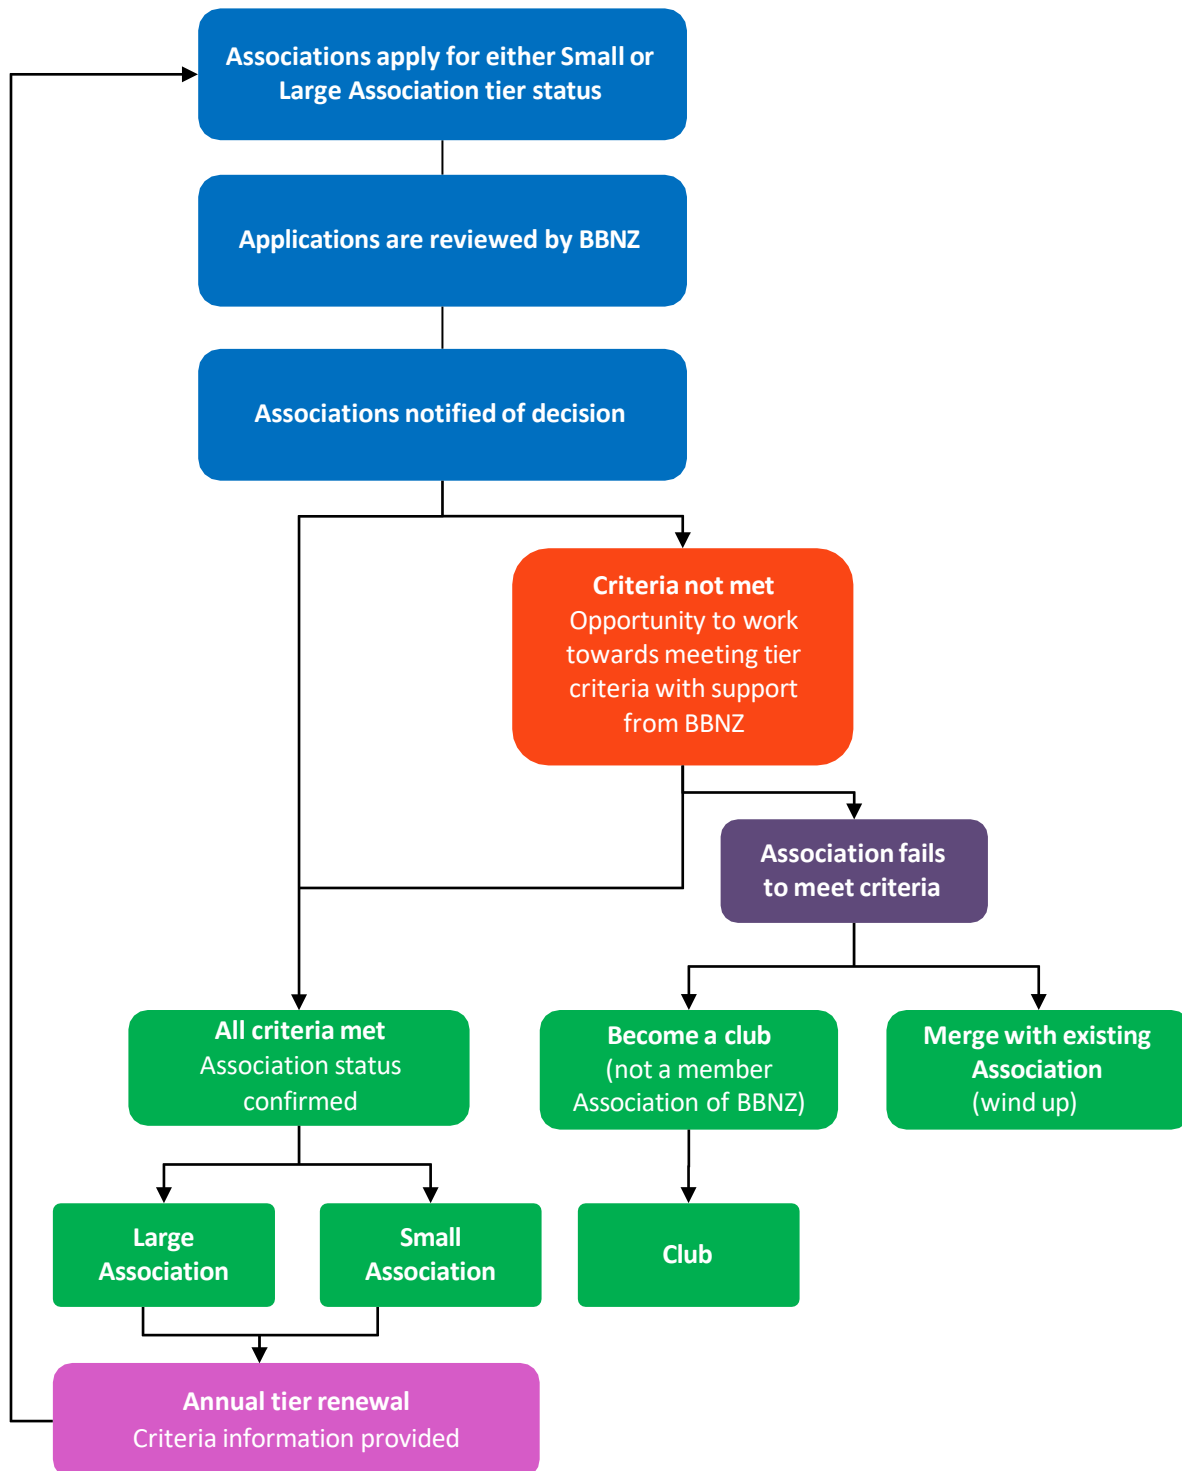 Associations apply for either Small or
Large Association tier status
Applications are reviewed by BBNZ
Associations notified of decision
Criteria not met
Opportunity to work
towards meeting tier
criteria with support
from BBNZ
Association fails
to meet criteria
All criteria met
Association status
confirmed
Become a club
(not a member
Association of BBNZ)
Merge with existing
Association
(wind up)
Large
Association
Small
Association
Club
Annual tier renewal
Criteria information provided